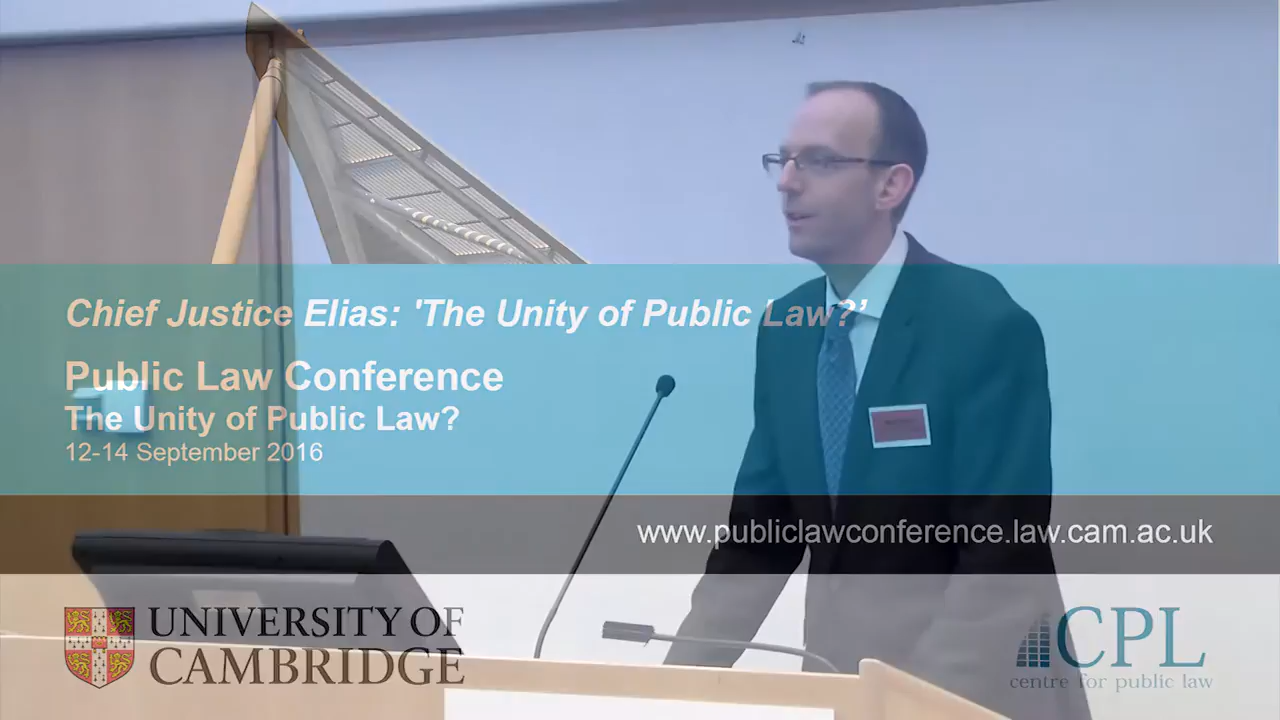 Chief Justice Elias: 'The Unity of Public Law?’
Public Law Conference
The Unity of Public Law?
12-14 September 2016
www.publiclawconference.law.cam.ac.uk
UNIVERSITY OF
CAMBRIDGE
CPL
centre for public law